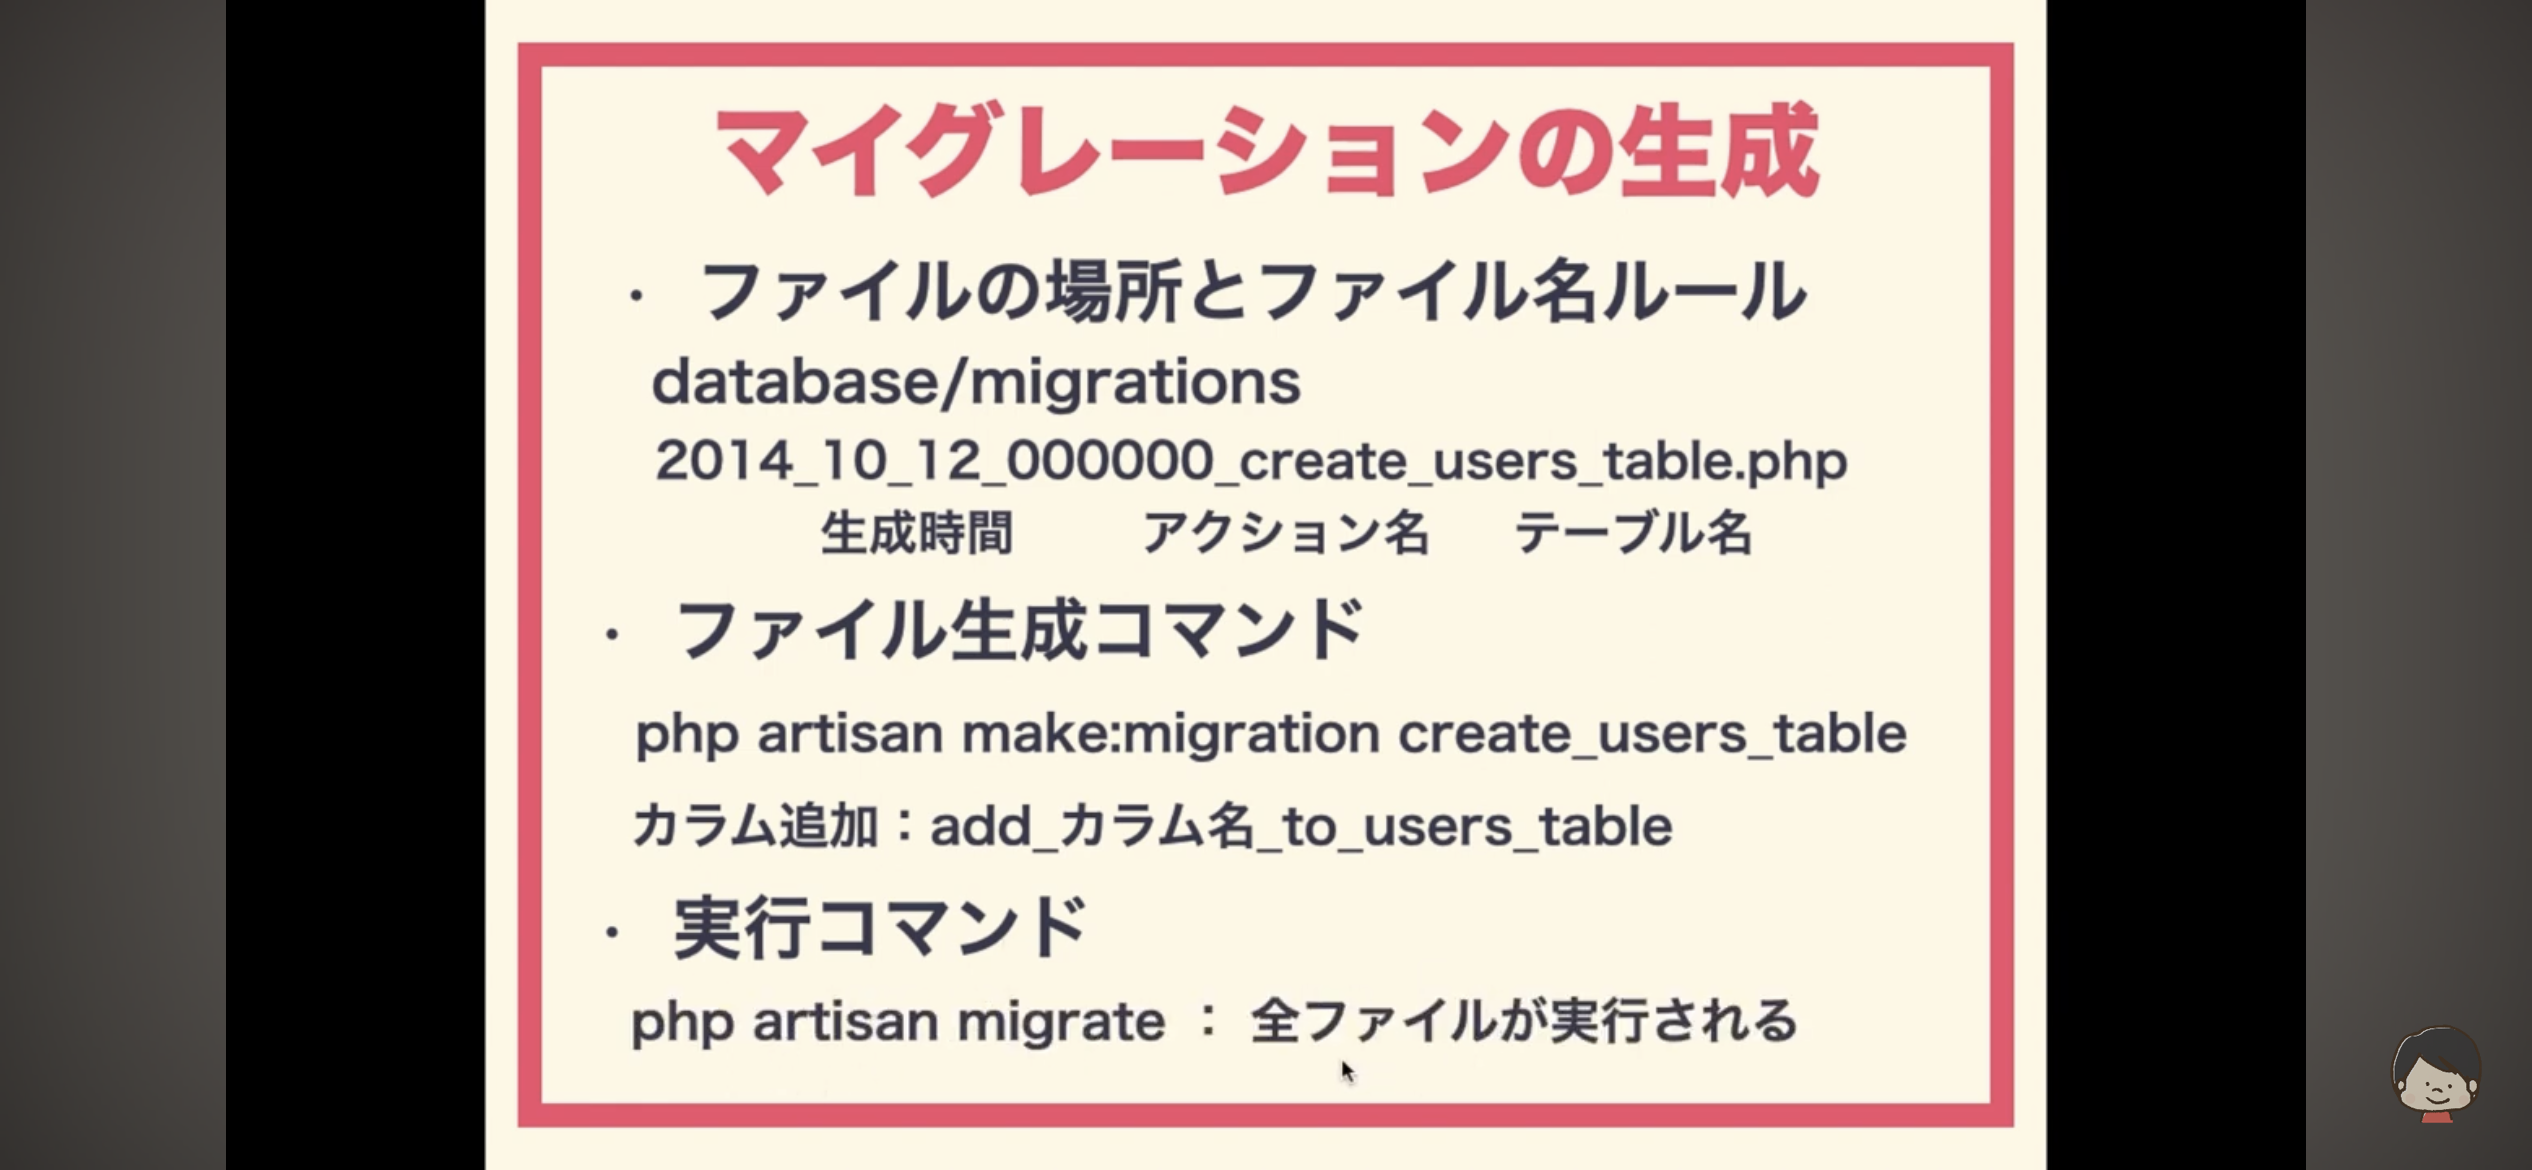 マイグレーションの生成
・ ファイルの場所とファイル名ルール
database/migrations
2014_10_12_000000_create_users_table.php
生成時間 アクション名 テーブル名
・ ファイル生成コマンド
php artisan make:migration create_users_table
カラム追加：add_カラム名_to_users_table
・ 実行コマンド
php artisan migrate ： 全ファイルが実行される